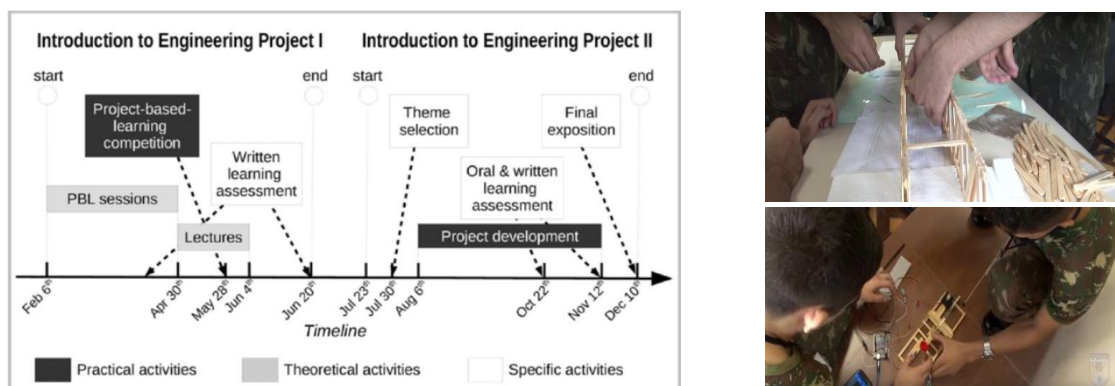 Introduction to Engineering Project I
Introduction to Engineering Project II
start
end
start
end
Project-based-
learning
competition
Written
learning
assessment
PBL sessions
Lectures
Theme
selection
Final
exposition
Oral & written
learning
assessment
Project development
Feb 6th
Apr 30th
May 28th
Jun 4th
Jun 20th
Jul 23th
Jul 30th
Aug 6th
Oct 22th
Nov 12th
Dec 10th
Timeline
Practical activities
Theoretical activities
Specific activities